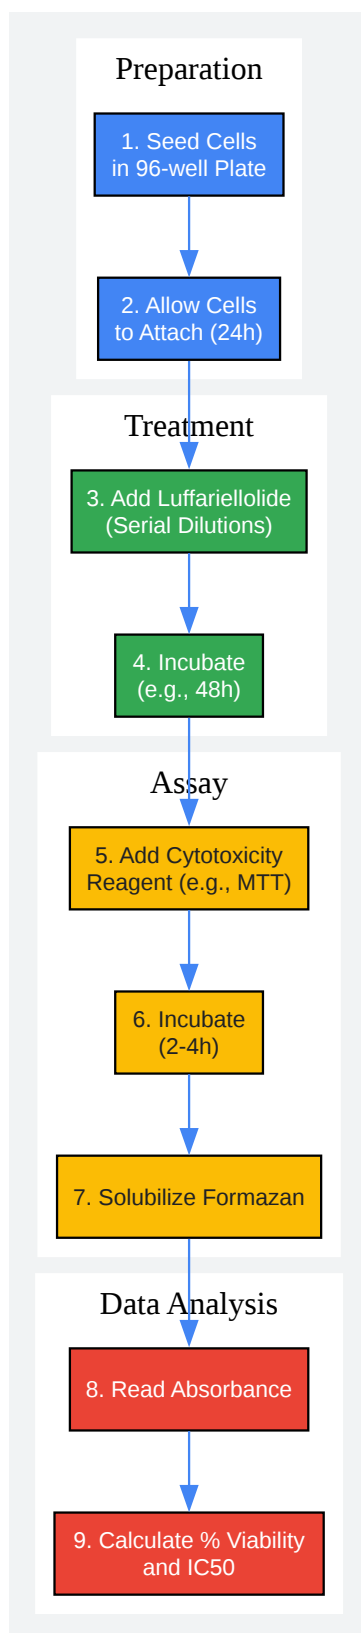 Preparation
1. Seed Cells
in 96-well Plate
2. Allow Cells
to Attach (24h)
Treatment
3. Add Luffariellolide
(Serial Dilutions)
4. Incubate
(e.g., 48h)
Assay
5. Add Cytotoxicity
Reagent (e.g., MTT)
6. Incubate
(2-4h)
7. Solubilize Formazan
Data Analysis
8. Read Absorbance
9. Calculate % Viability
and IC50